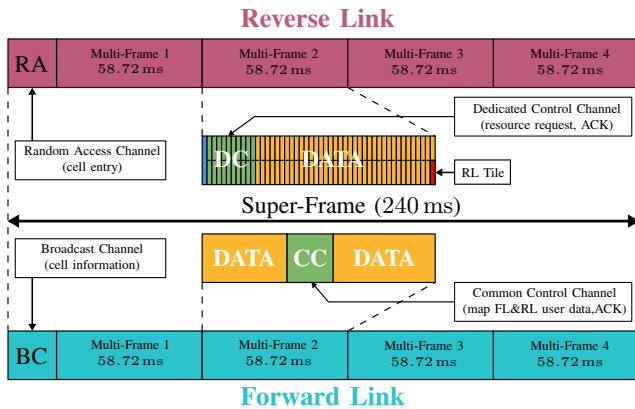 Reverse Link
RA
Multi-Frame 1
58.72 ms
Multi-Frame 2
58.72 ms
Multi-Frame 3
58.72 ms
Multi-Frame 4
58.72 ms
Dedicated Control Channel
(resource request, ACK)
Random Access Channel
(cell entry)
DC
DATA
RL Tile
Super-Frame (240 ms)
Broadcast Channel
(cell information)
DATA
CC
DATA
Common Control Channel
(map FL&RL user data,ACK)
BC
Multi-Frame 1
58.72 ms
Multi-Frame 2
58.72 ms
Multi-Frame 3
58.72 ms
Multi-Frame 4
58.72 ms
Forward Link